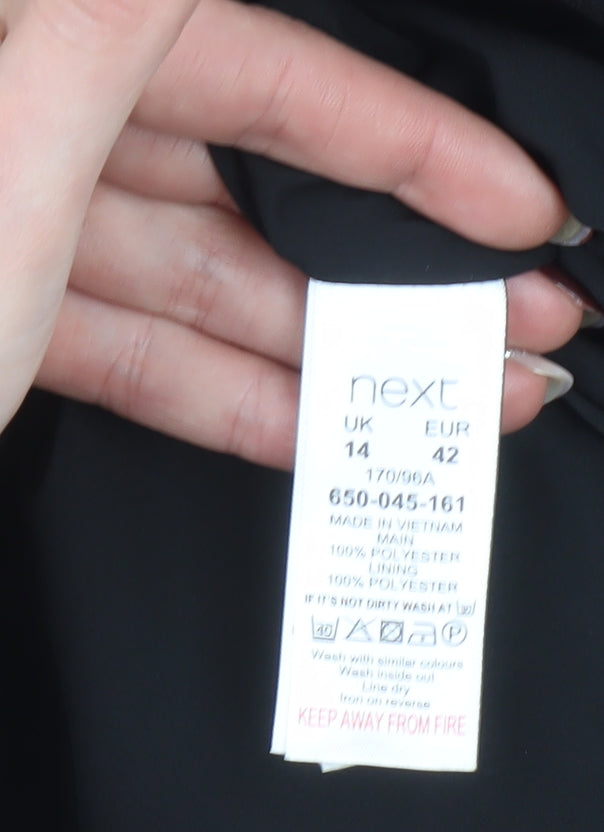 next
UK EUR
14 42
170/96A
650-045-161
MADE IN VIETNAM
MAIN
100% POLYESTER
LINING
100% POLYESTER
IF IT'S NOT DIRTY WASH AT 30
40 P
Wash with similar colours
Wash inside out
Line dry
Iron on reverse
KEEP AWAY FROM FIRE